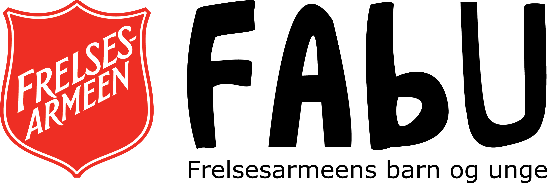 FRELSES-
ARMEEN
FAbU
Frelsesarmeens barn og unge